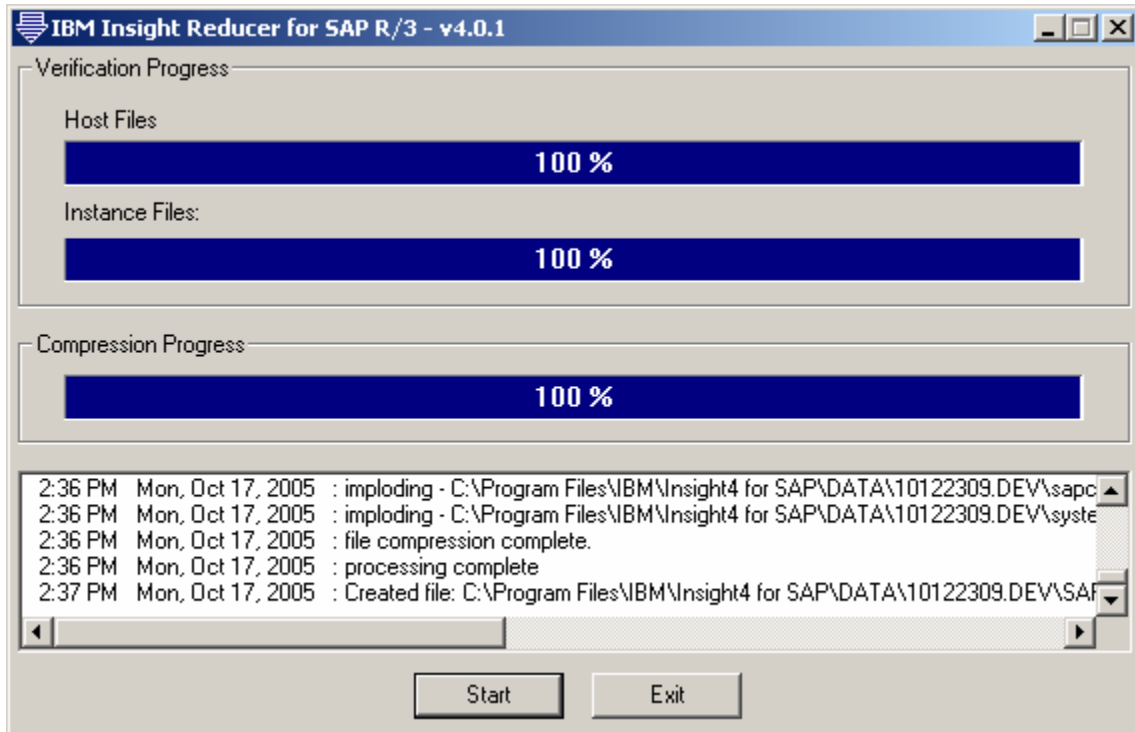 IBM Insight Reducer for SAP R/3 - v4.0.1
Verification Progress
Host Files
100 %
Instance Files:
100 %
Compression Progress
100 %
2:36 PM Mon, Oct 17, 2005 : imploding - C:\Program Files\IBM\Insight4 for SAP\DATA\10122309.DEV\sapc
2:36 PM Mon, Oct 17, 2005 : imploding - C:\Program Files\IBM\Insight4 for SAP\DATA\10122309.DEV\syste
2:36 PM Mon, Oct 17, 2005 : file compression complete.
2:36 PM Mon, Oct 17, 2005 : processing complete
2:37 PM Mon, Oct 17, 2005 : Created file: C:\Program Files\IBM\Insight4 for SAP\DATA\10122309.DEV\SAF
Start Exit